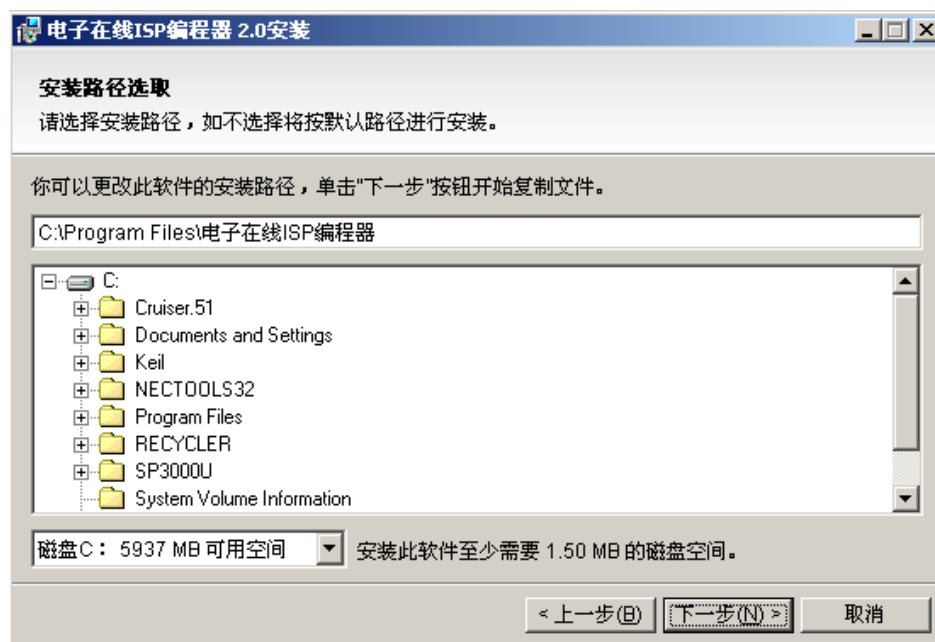 电子在线ISP编程器 2.0安装
安装路径选取
请选择安装路径，如不选择将按默认路径进行安装。
你可以更改此软件的安装路径，单击"下一步"按钮开始复制文件。
C:\Program Files\电子在线ISP编程器
C:
Cruiser.51
Documents and Settings
Keil
NECTOOLS32
Program Files
RECYCLER
SP3000U
System Volume Information
磁盘C： 5937 MB 可用空间 安装此软件至少需要 1.50 MB 的磁盘空间。
< 上一步(B) 下一步(N) > 取消